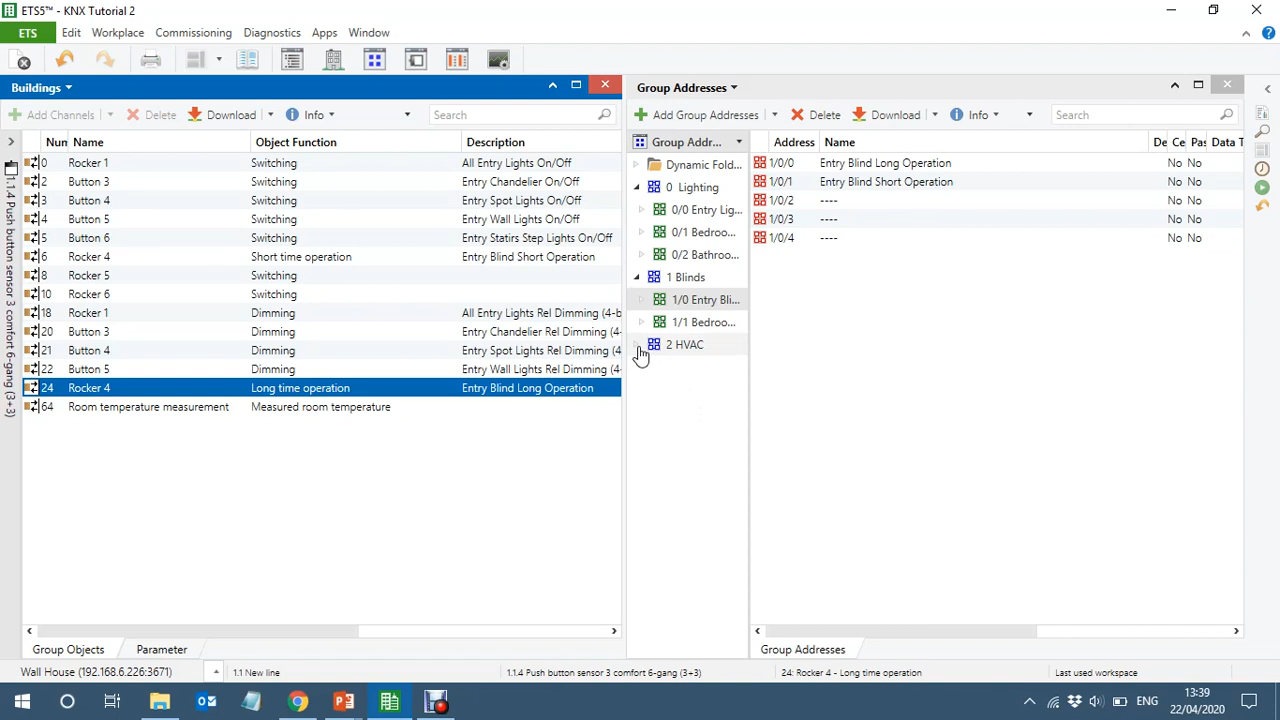 ETS5™ - KNX Tutorial 2
ETS Edit Workplace Commissioning Diagnostics Apps Window
Buildings
Add Channels Delete Download Info Search
Num Name Object Function Description
0 Rocker 1 Switching All Entry Lights On/Off
2 Button 3 Switching Entry Chandelier On/Off
3 Button 4 Switching Entry Spot Lights On/Off
4 Button 5 Switching Entry Wall Lights On/Off
5 Button 6 Switching Entry Statirs Step Lights On/Off
6 Rocker 4 Short time operation Entry Blind Short Operation
8 Rocker 5 Switching
10 Rocker 6 Switching
18 Rocker 1 Dimming All Entry Lights Rel Dimming (4-b
20 Button 3 Dimming Entry Chandelier Rel Dimming (4-
21 Button 4 Dimming Entry Spot Lights Rel Dimming (4
22 Button 5 Dimming Entry Wall Lights Rel Dimming (4-
24 Rocker 4 Long time operation Entry Blind Long Operation
64 Room temperature measurement Measured room temperature
1.1.4 Push button sensor 3 comfort 6-gang (3+3)
Group Objects Parameter
Group Addresses
Add Group Addresses Delete Download Info Search
Group Addr...
Dynamic Fold...
0 Lighting
0/0 Entry Lig...
0/1 Bedroo...
0/2 Bathroo...
1 Blinds
1/0 Entry Bli...
1/1 Bedroo...
2 HVAC
Address Name De Ce Pas Data T
1/0/0 Entry Blind Long Operation No No
1/0/1 Entry Blind Short Operation No No
1/0/2 ---- No No
1/0/3 ---- No No
1/0/4 ---- No No
Group Addresses
Wall House (192.168.6.226:3671) 1.1 New line 1.1.4 Push button sensor 3 comfort 6-gang (3+3) 24: Rocker 4 - Long time operation Last used workspace
ENG
13:39
22/04/2020